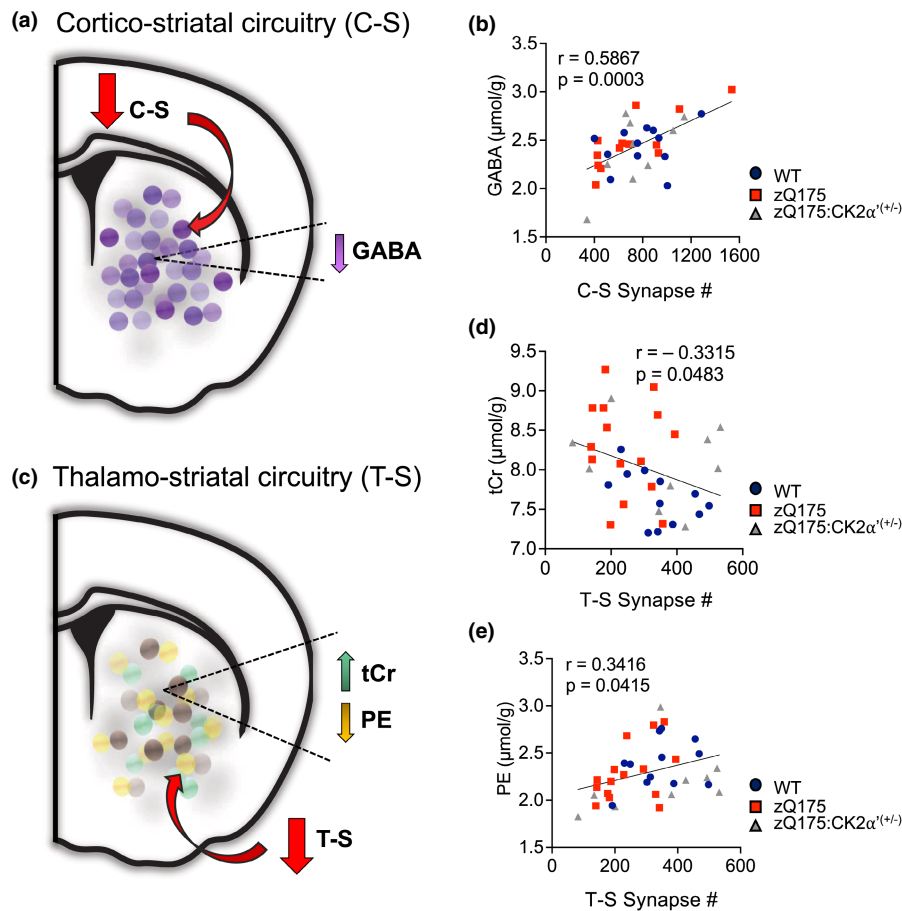 (a) Cortico-striatal circuitry (C-S)
C-S
GABA
(b)
r = 0.5867
p = 0.0003
GABA (μmol/g)
3.5
3.0
2.5
2.0
1.5
0 400 800 1200 1600
C-S Synapse #
WT
zQ175
zQ175:CK2α’(+/-)
(c) Thalamo-striatal circuitry (T-S)
tCr
PE
T-S
(d)
r = – 0.3315
p = 0.0483
tCr (μmol/g)
9.5
9.0
8.5
8.0
7.5
7.0
0 200 400 600
T-S Synapse #
WT
zQ175
zQ175:CK2α’(+/-)
(e)
r = 0.3416
p = 0.0415
PE (μmol/g)
3.5
3.0
2.5
2.0
1.5
0 200 400 600
T-S Synapse #
WT
zQ175
zQ175:CK2α’(+/-)